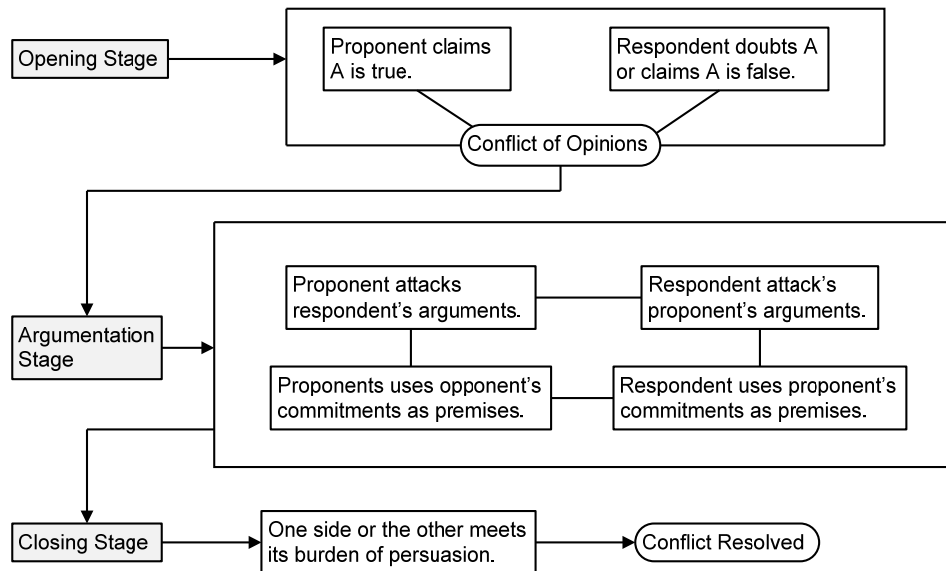 Opening Stage
Proponent claims
A is true.
Respondent doubts A
or claims A is false.
Conflict of Opinions
Argumentation
Stage
Proponent attacks
respondent’s arguments.
Respondent attack’s
proponent’s arguments.
Proponents uses opponent’s
commitments as premises.
Respondent uses proponent’s
commitments as premises.
Closing Stage
One side or the other meets
its burden of persuasion.
Conflict Resolved